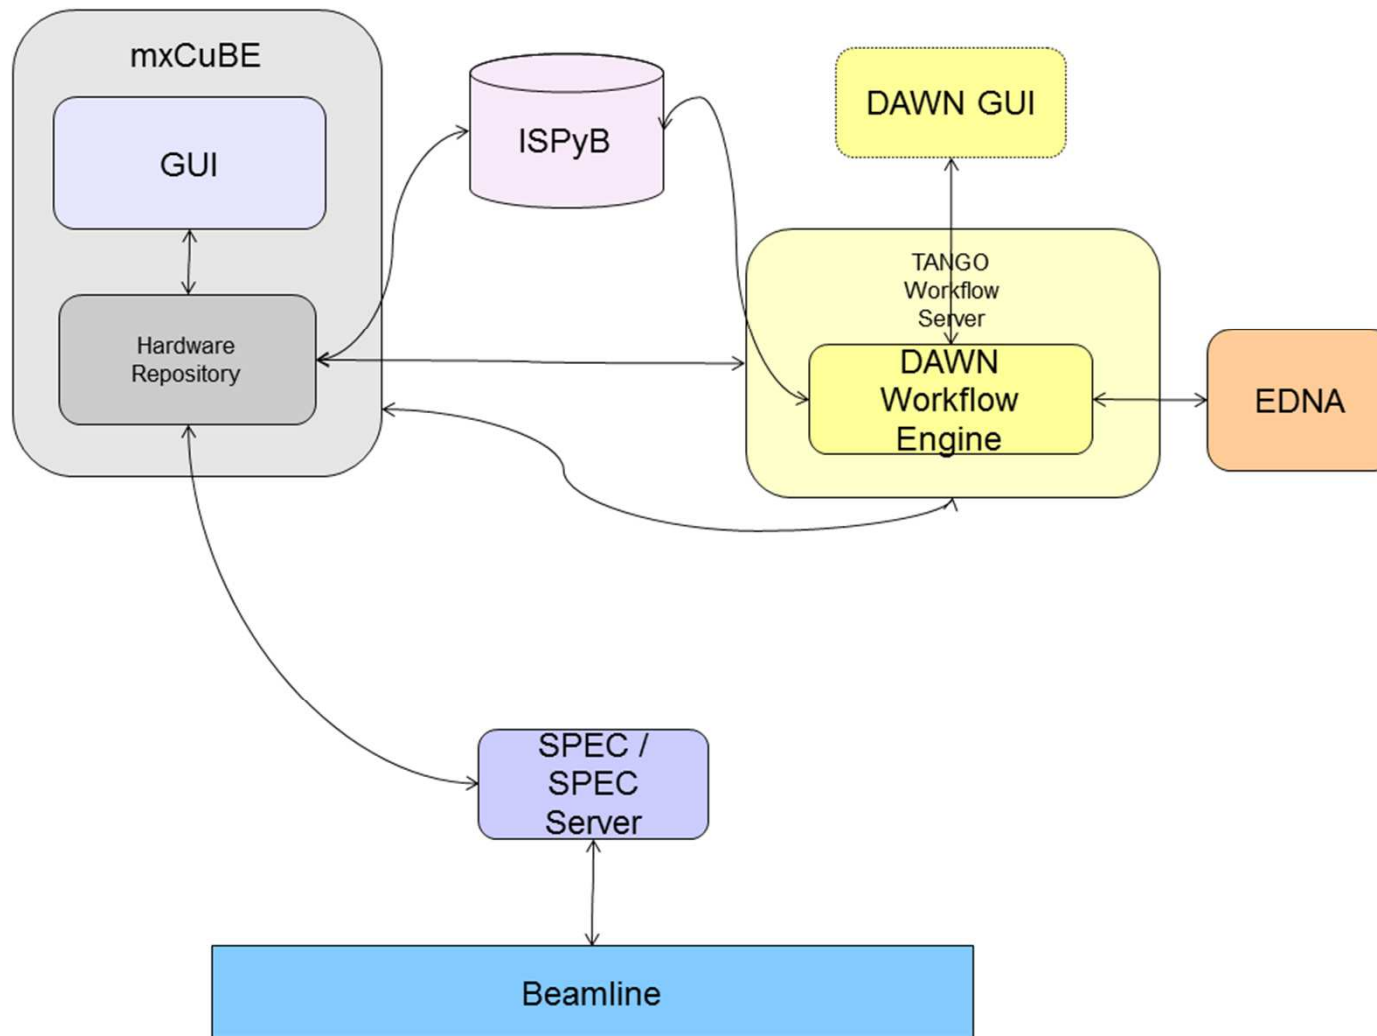 mxCuBE
GUI
Hardware
Repository
ISPyB
DAWN GUI
TANGO
Workflow
Server
DAWN
Workflow
Engine
EDNA
SPEC /
SPEC
Server
Beamline